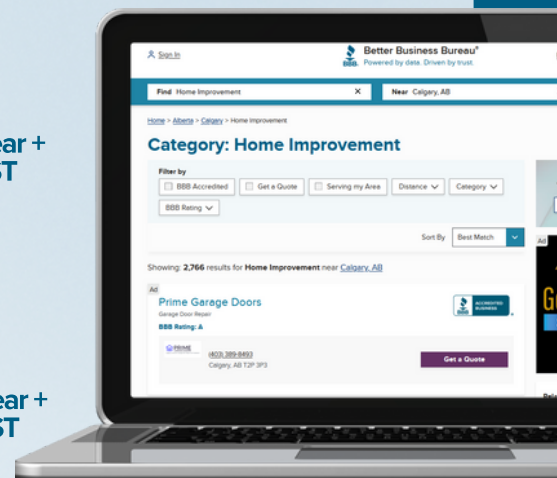 Sign In
Better Business Bureau®
BBB. Powered by data. Driven by trust.
Find Home Improvement X Near Calgary, AB
Home > Alberta > Calgary > Home Improvement
ear +
ST
Category: Home Improvement
Filter by
BBB Accredited Get a Quote Serving my Area Distance Category
BBB Rating
Sort By Best Match
Showing: 2,766 results for Home Improvement near Calgary, AB
Ad
Ad
Prime Garage Doors
Garage Door Repair
BBB Rating: A
ACCREDITED
BUSINESS
G
PRIME
(403) 389-8493
Calgary, AB T2P 3P3
Get a Quote
ear +
ST